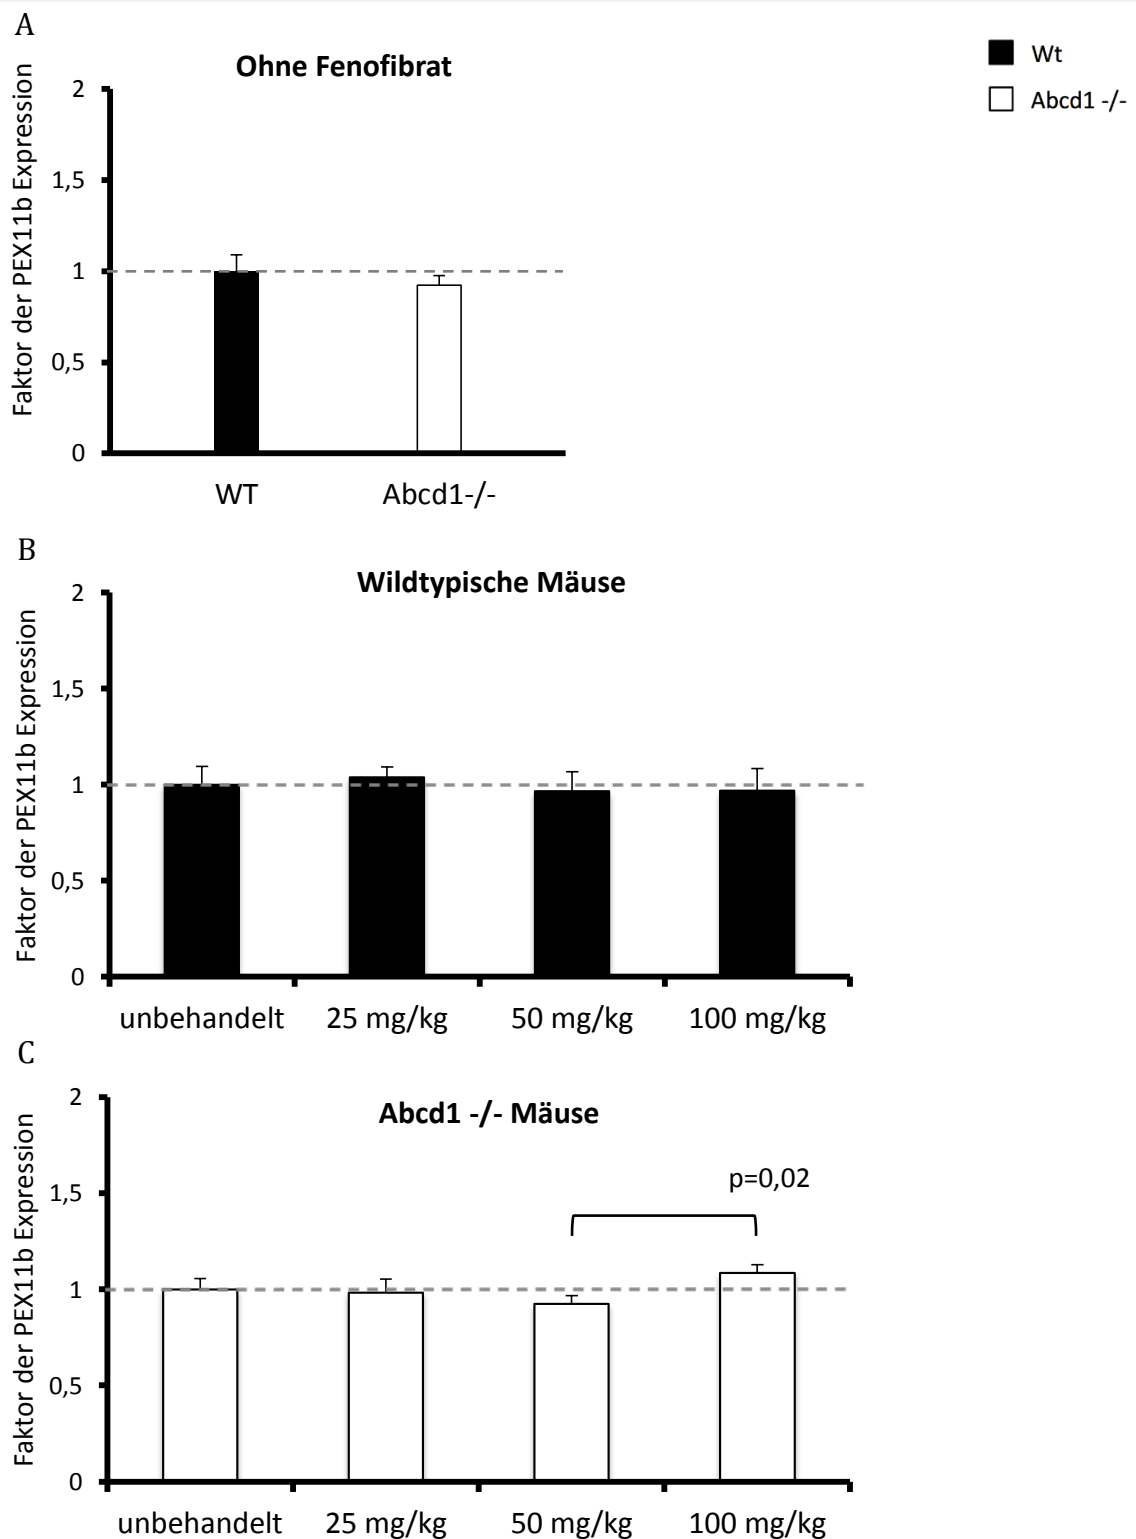 A
Ohne Fenofibrat
Wt
Abcd1 -/-
Faktor der PEX11b Expression
2
1,5
1
0,5
0
WT
Abcd1-/-
B
Wildtypische Mäuse
Faktor der PEX11b Expression
2
1,5
1
0,5
0
unbehandelt
25 mg/kg
50 mg/kg
100 mg/kg
C
Abcd1 -/- Mäuse
Faktor der PEX11b Expression
2
1,5
1
0,5
0
p=0,02
unbehandelt
25 mg/kg
50 mg/kg
100 mg/kg